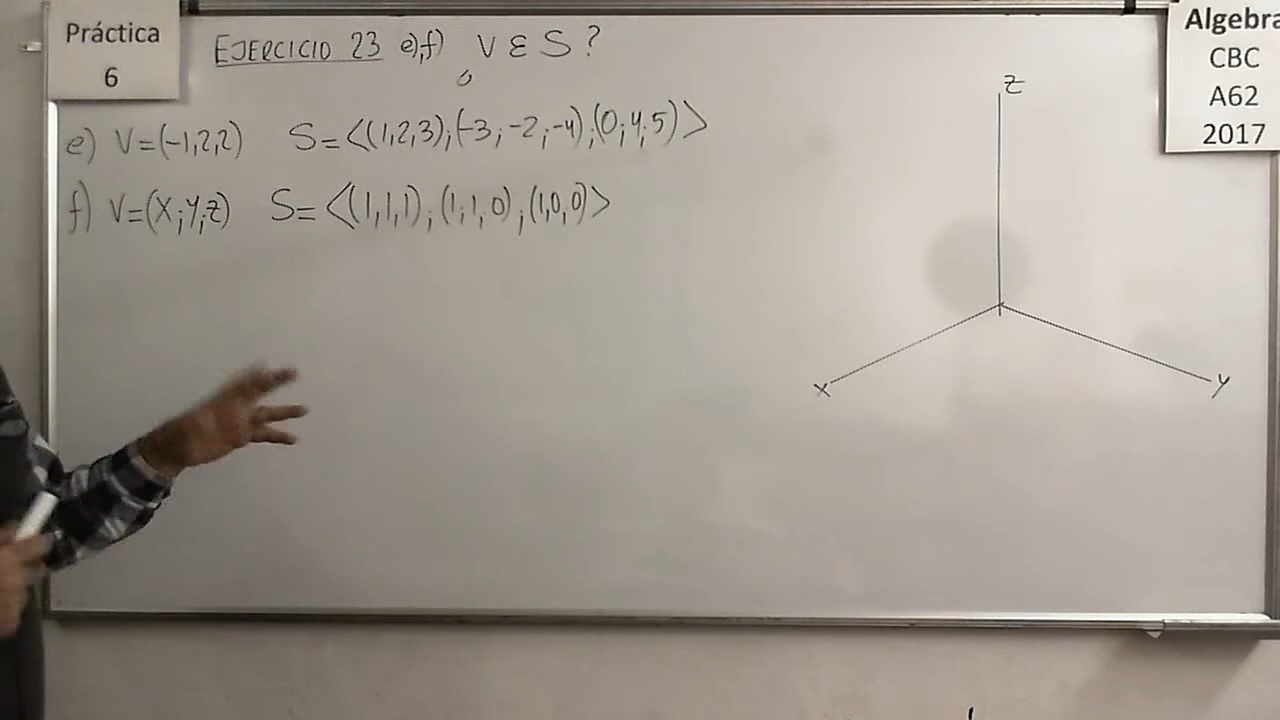 Práctica
6
EJERCICIO 23 e),f) ¿V ∈ S?
e) V=(-1,2,2) S=<(1,2,3);(-3;-2;-4);(0;4;5)>
f) V=(X;Y;Z) S=<(1,1,1);(1;1,0);(1,0,0)>
Algebra
CBC
A62
2017
Z
X
Y